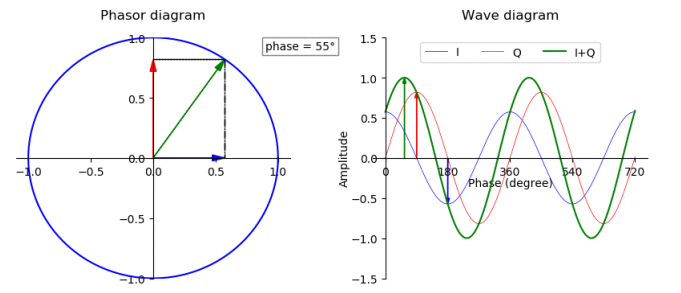 Phasor diagram
phase = 55°
1.0
0.5
0.0
−0.5
−1.0
−1.0 −0.5 0.0 0.5 1.0
Wave diagram
I Q I+Q
Amplitude
1.5
1.0
0.5
0.0
−0.5
−1.0
−1.5
0 180 360 540 720
Phase (degree)